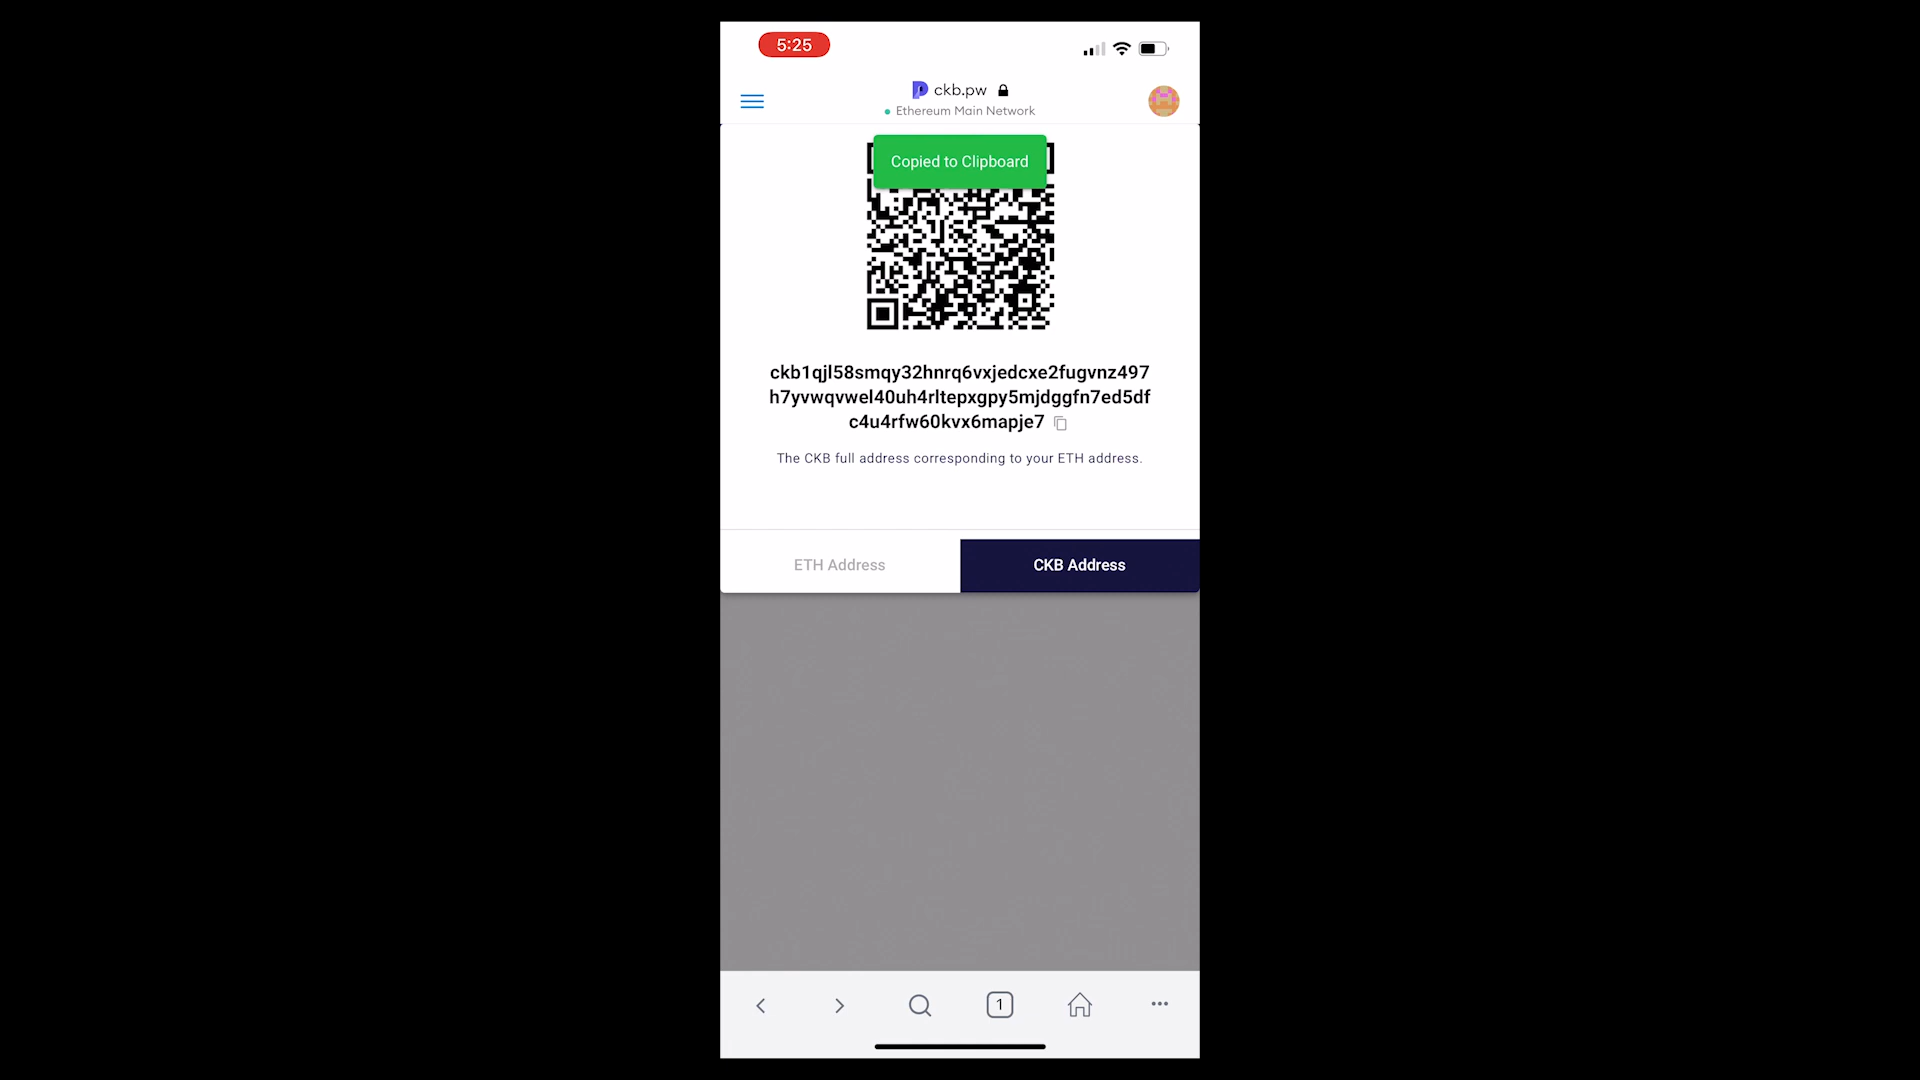 5:25
ckb.pw
Ethereum Main Network
Copied to Clipboard
ckb1qjl58smqy32hnrq6vxjedcxe2fugvnz497
h7yvwqvwel40uh4rltepxgpy5mjdggfn7ed5df
c4u4rfw60kvx6mapje7
The CKB full address corresponding to your ETH address.
ETH Address
CKB Address
1